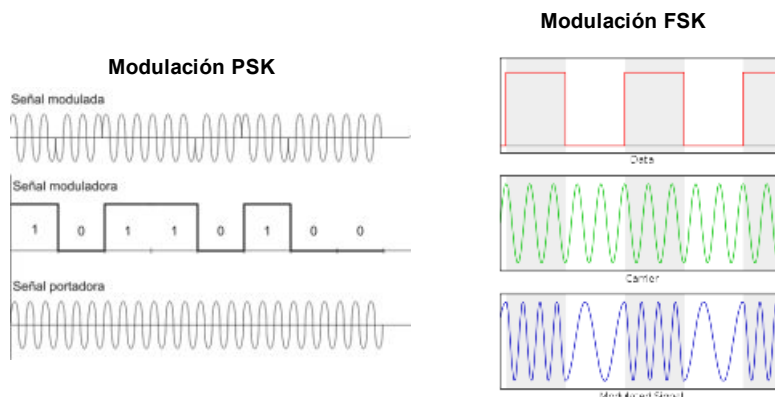 Modulación PSK
Señal modulada
Señal moduladora
1 0 1 1 0 1 0 0
Señal portadora
Modulación FSK
Data
Carrier
Modulated Signal